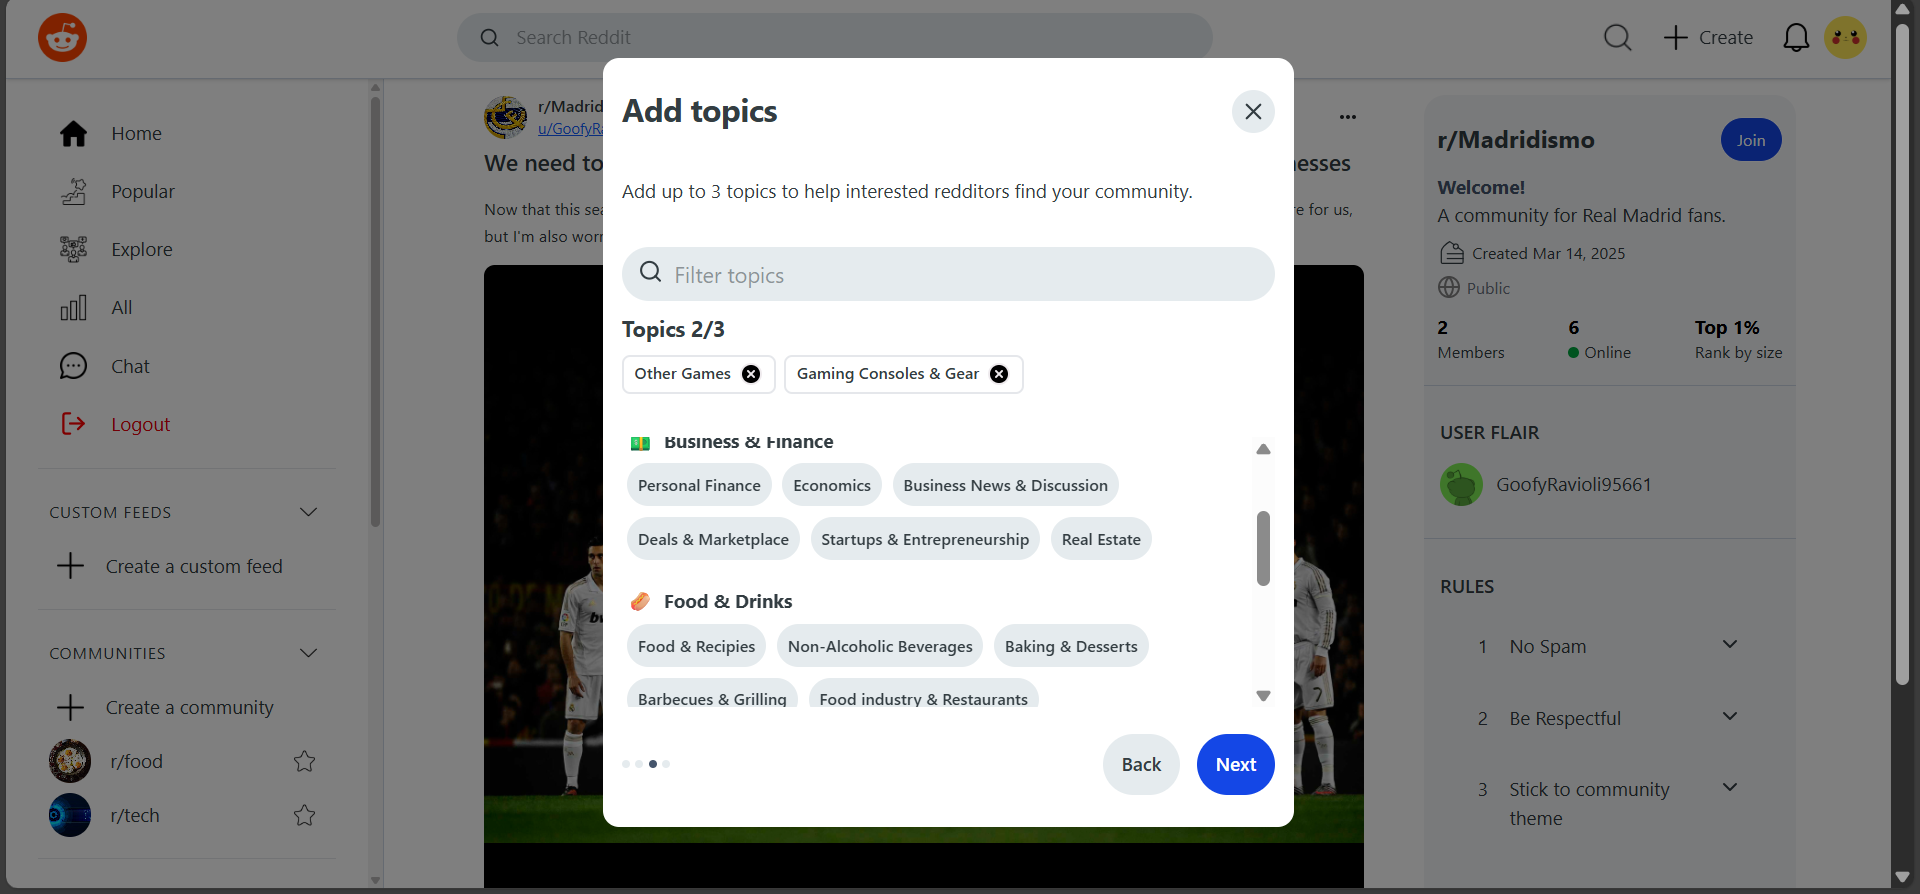 Search Reddit
Create
Home
Popular
Explore
All
Chat
Logout
CUSTOM FEEDS
Create a custom feed
COMMUNITIES
Create a community
r/food
r/tech
r/Madrid
u/GoofyRa
We need to
nesses
Now that this sea
re for us,
but I'm also worr
Add topics
Add up to 3 topics to help interested redditors find your community.
Filter topics
Topics 2/3
Other Games
Gaming Consoles & Gear
Business & Finance
Personal Finance
Economics
Business News & Discussion
Deals & Marketplace
Startups & Entrepreneurship
Real Estate
Food & Drinks
Food & Recipies
Non-Alcoholic Beverages
Baking & Desserts
Barbecues & Grilling
Food industry & Restaurants
Back
Next
r/Madridismo
Join
Welcome!
A community for Real Madrid fans.
Created Mar 14, 2025
Public
2
Members
6
Online
Top 1%
Rank by size
USER FLAIR
GoofyRavioli95661
RULES
1 No Spam
2 Be Respectful
3 Stick to community
theme